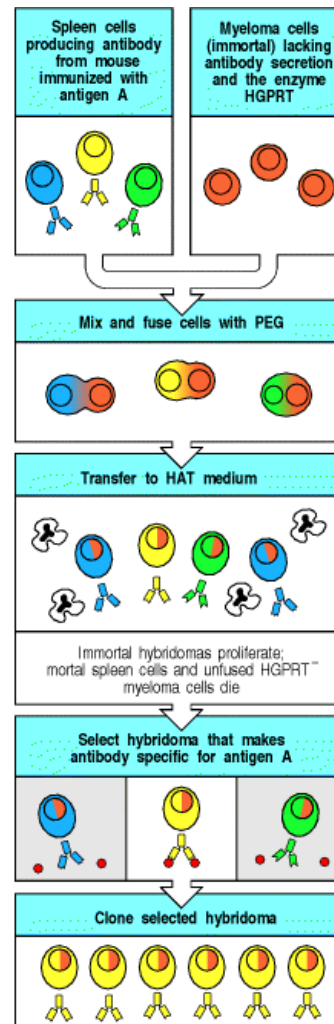 Spleen cells
producing antibody
from mouse
immunized with
antigen A
Myeloma cells
(immortal) lacking
antibody secretion
and the enzyme
HGPRT
Mix and fuse cells with PEG
Transfer to HAT medium
Immortal hybridomas proliferate;
mortal spleen cells and unfused HGPRT⁻
myeloma cells die
Select hybridoma that makes
antibody specific for antigen A
Clone selected hybridoma